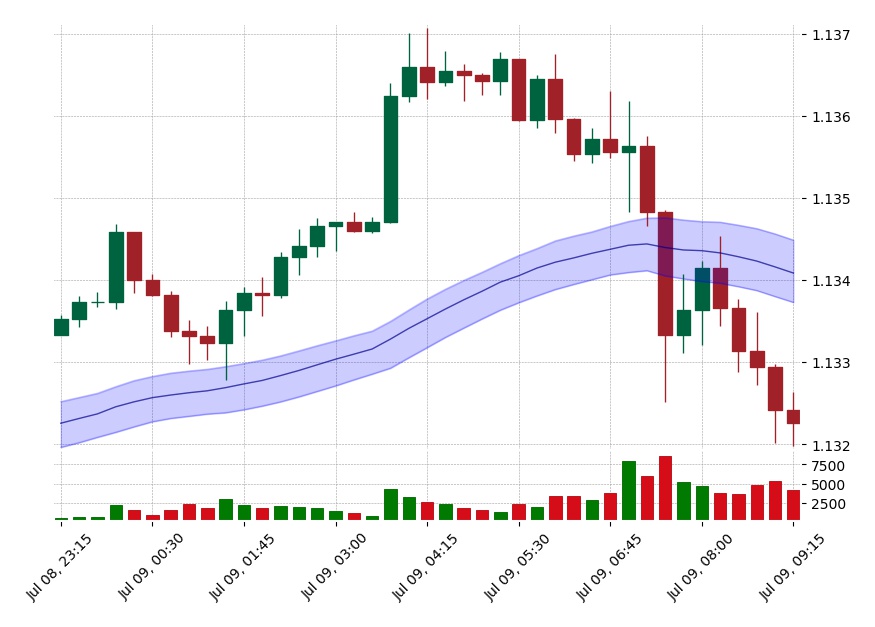 1.137
1.136
1.135
1.134
1.133
1.132
7500
5000
2500
Jul 08, 23:15
Jul 09, 00:30
Jul 09, 01:45
Jul 09, 03:00
Jul 09, 04:15
Jul 09, 05:30
Jul 09, 06:45
Jul 09, 08:00
Jul 09, 09:15